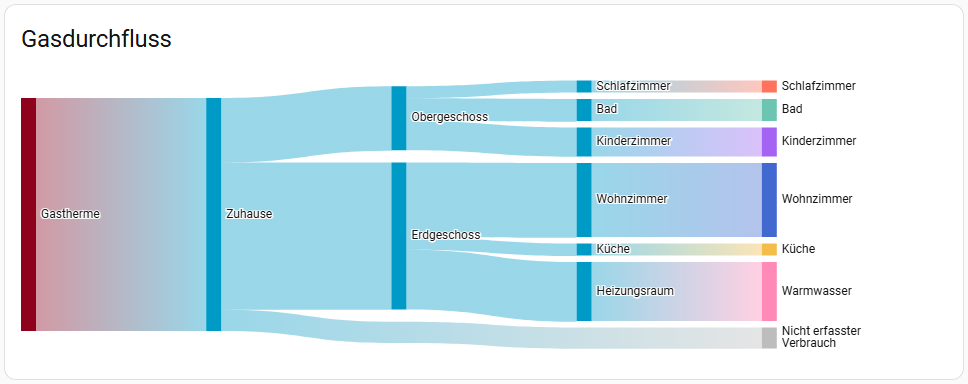 Gasdurchfluss
Gastherme
Zuhause
Obergeschoss
Erdgeschoss
Schlafzimmer
Bad
Kinderzimmer
Wohnzimmer
Küche
Heizungsraum
Schlafzimmer
Bad
Kinderzimmer
Wohnzimmer
Küche
Warmwasser
Nicht erfasster
Verbrauch